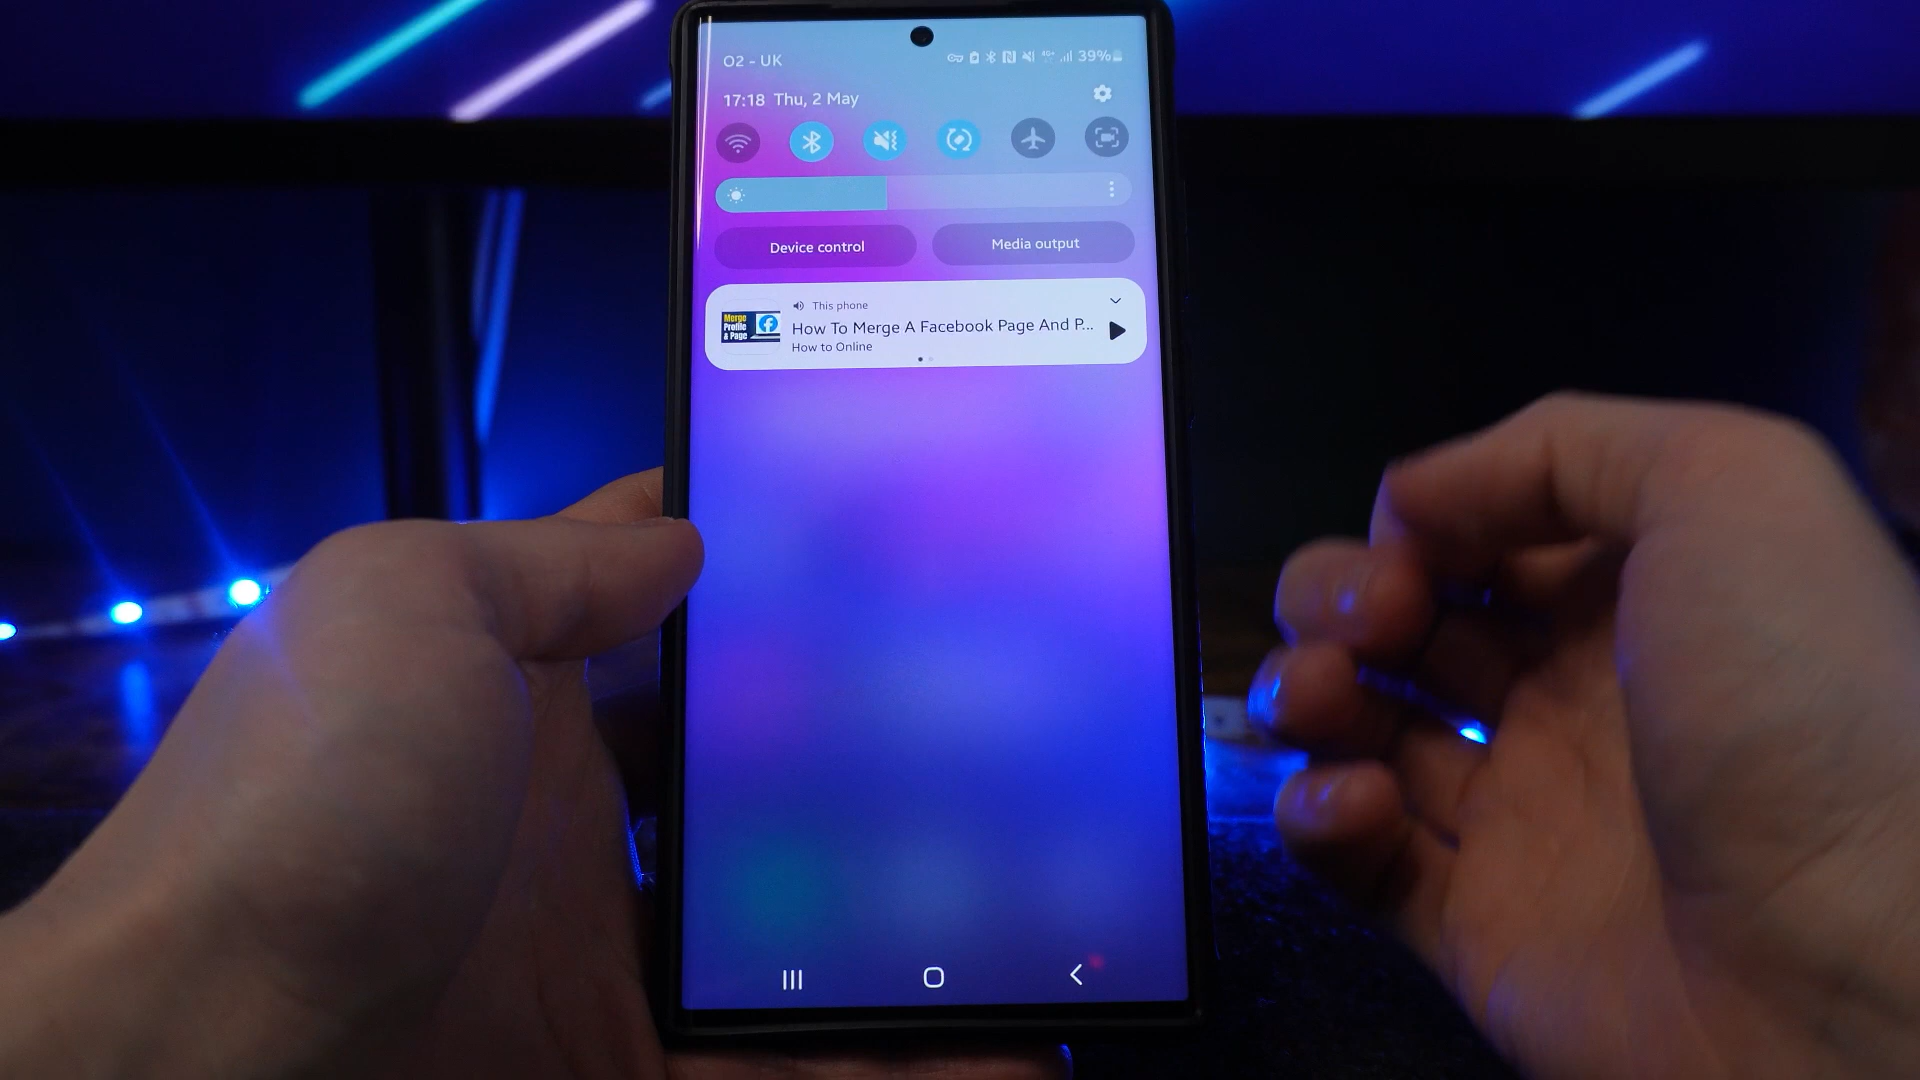 O2 - UK
4G+ 39%
17:18 Thu, 2 May
Device control
Media output
This phone
How To Merge A Facebook Page And P...
How to Online
Merge
Profile
& Page